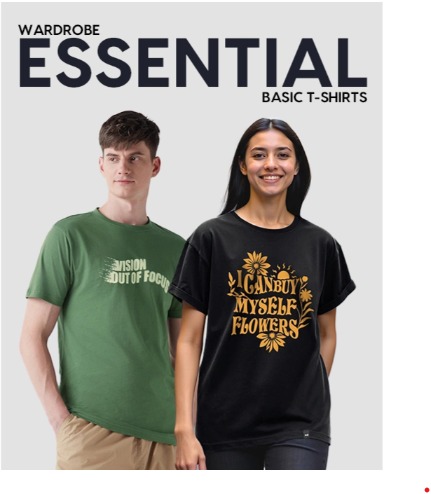 WARDROBE
ESSENTIAL
BASIC T-SHIRTS
VISION
OUT OF FOCUS
I CAN BUY
MYSELF
FLOWERS